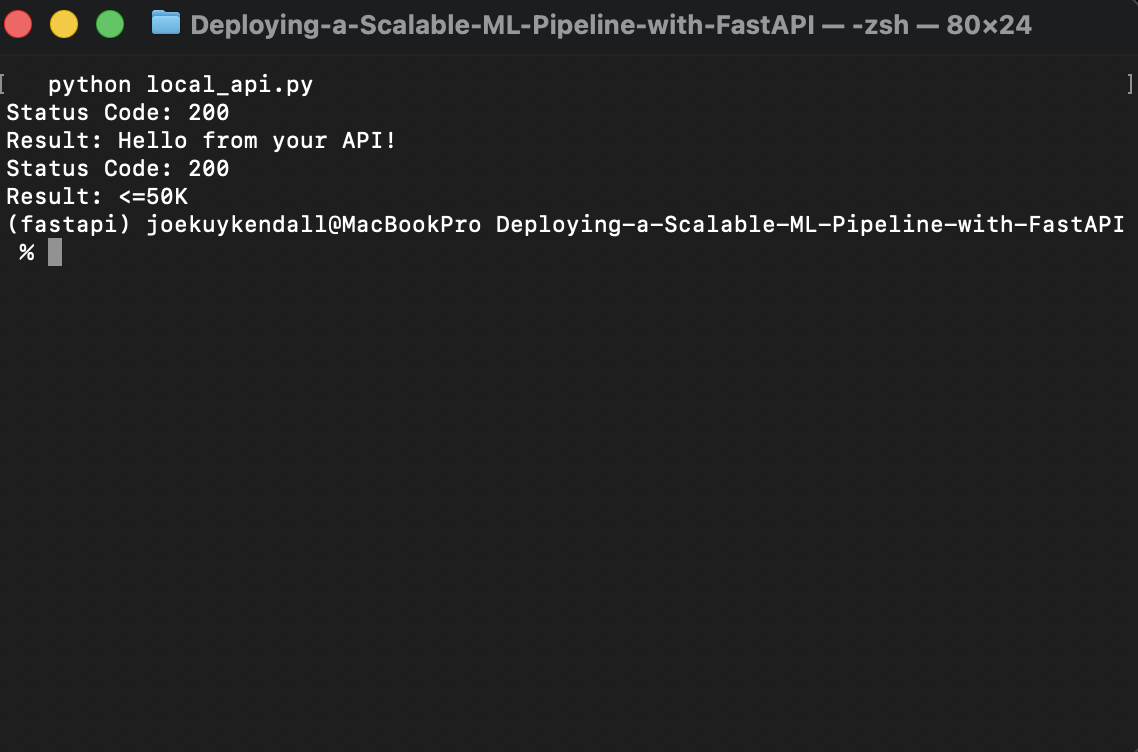 Deploying-a-Scalable-ML-Pipeline-with-FastAPI — -zsh — 80×24
[   python local_api.py ]
Status Code: 200
Result: Hello from your API!
Status Code: 200
Result: <=50K
(fastapi) joekuykendall@MacBookPro Deploying-a-Scalable-ML-Pipeline-with-FastAPI
 %